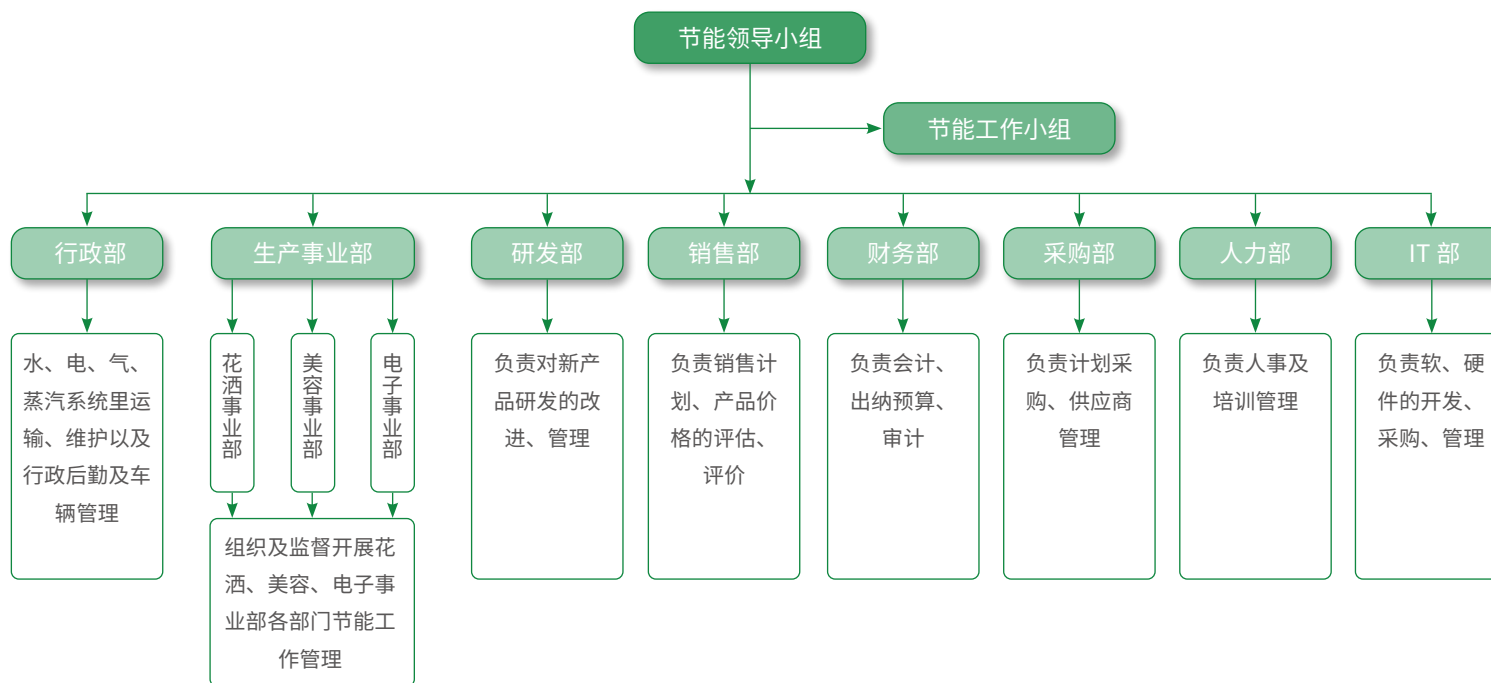 节能领导小组
节能工作小组
行政部
生产事业部
研发部
销售部
财务部
采购部
人力部
IT 部
水、电、气、
蒸汽系统里运
输、维护以及
行政后勤及车
辆管理
花洒事业部
美容事业部
电子事业部
组织及监督开展花
洒、美容、电子事
业部各部门节能工
作管理
负责对新产
品研发的改
进、管理
负责销售计
划、产品价
格的评估、
评价
负责会计、
出纳预算、
审计
负责计划采
购、供应商
管理
负责人事及
培训管理
负责软、硬
件的开发、
采购、管理